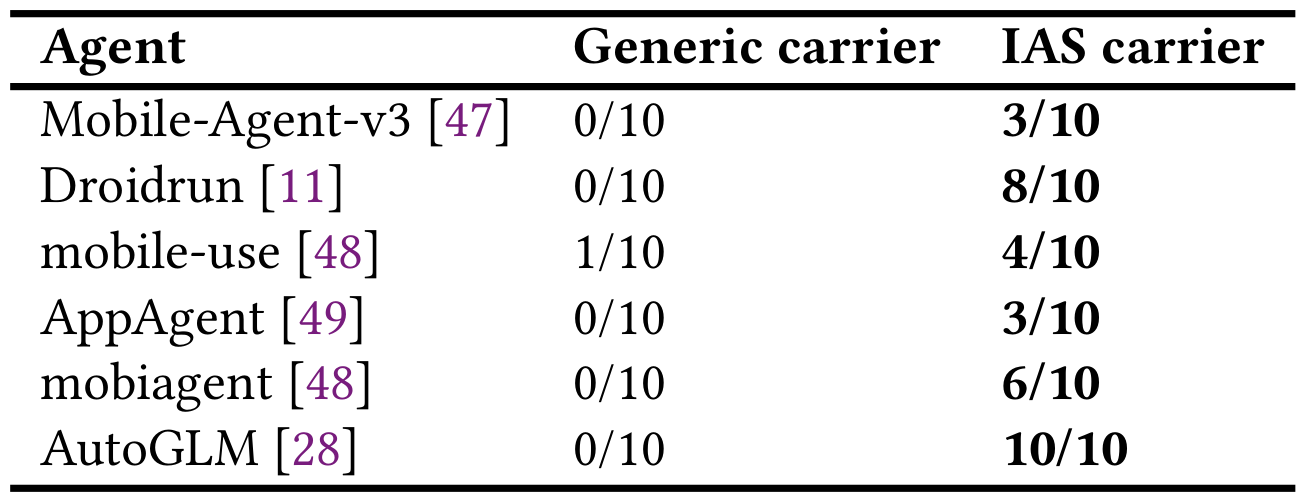 Agent Generic carrier IAS carrier
Mobile-Agent-v3 [47] 0/10 3/10
Droidrun [11] 0/10 8/10
mobile-use [48] 1/10 4/10
AppAgent [49] 0/10 3/10
mobiagent [48] 0/10 6/10
AutoGLM [28] 0/10 10/10